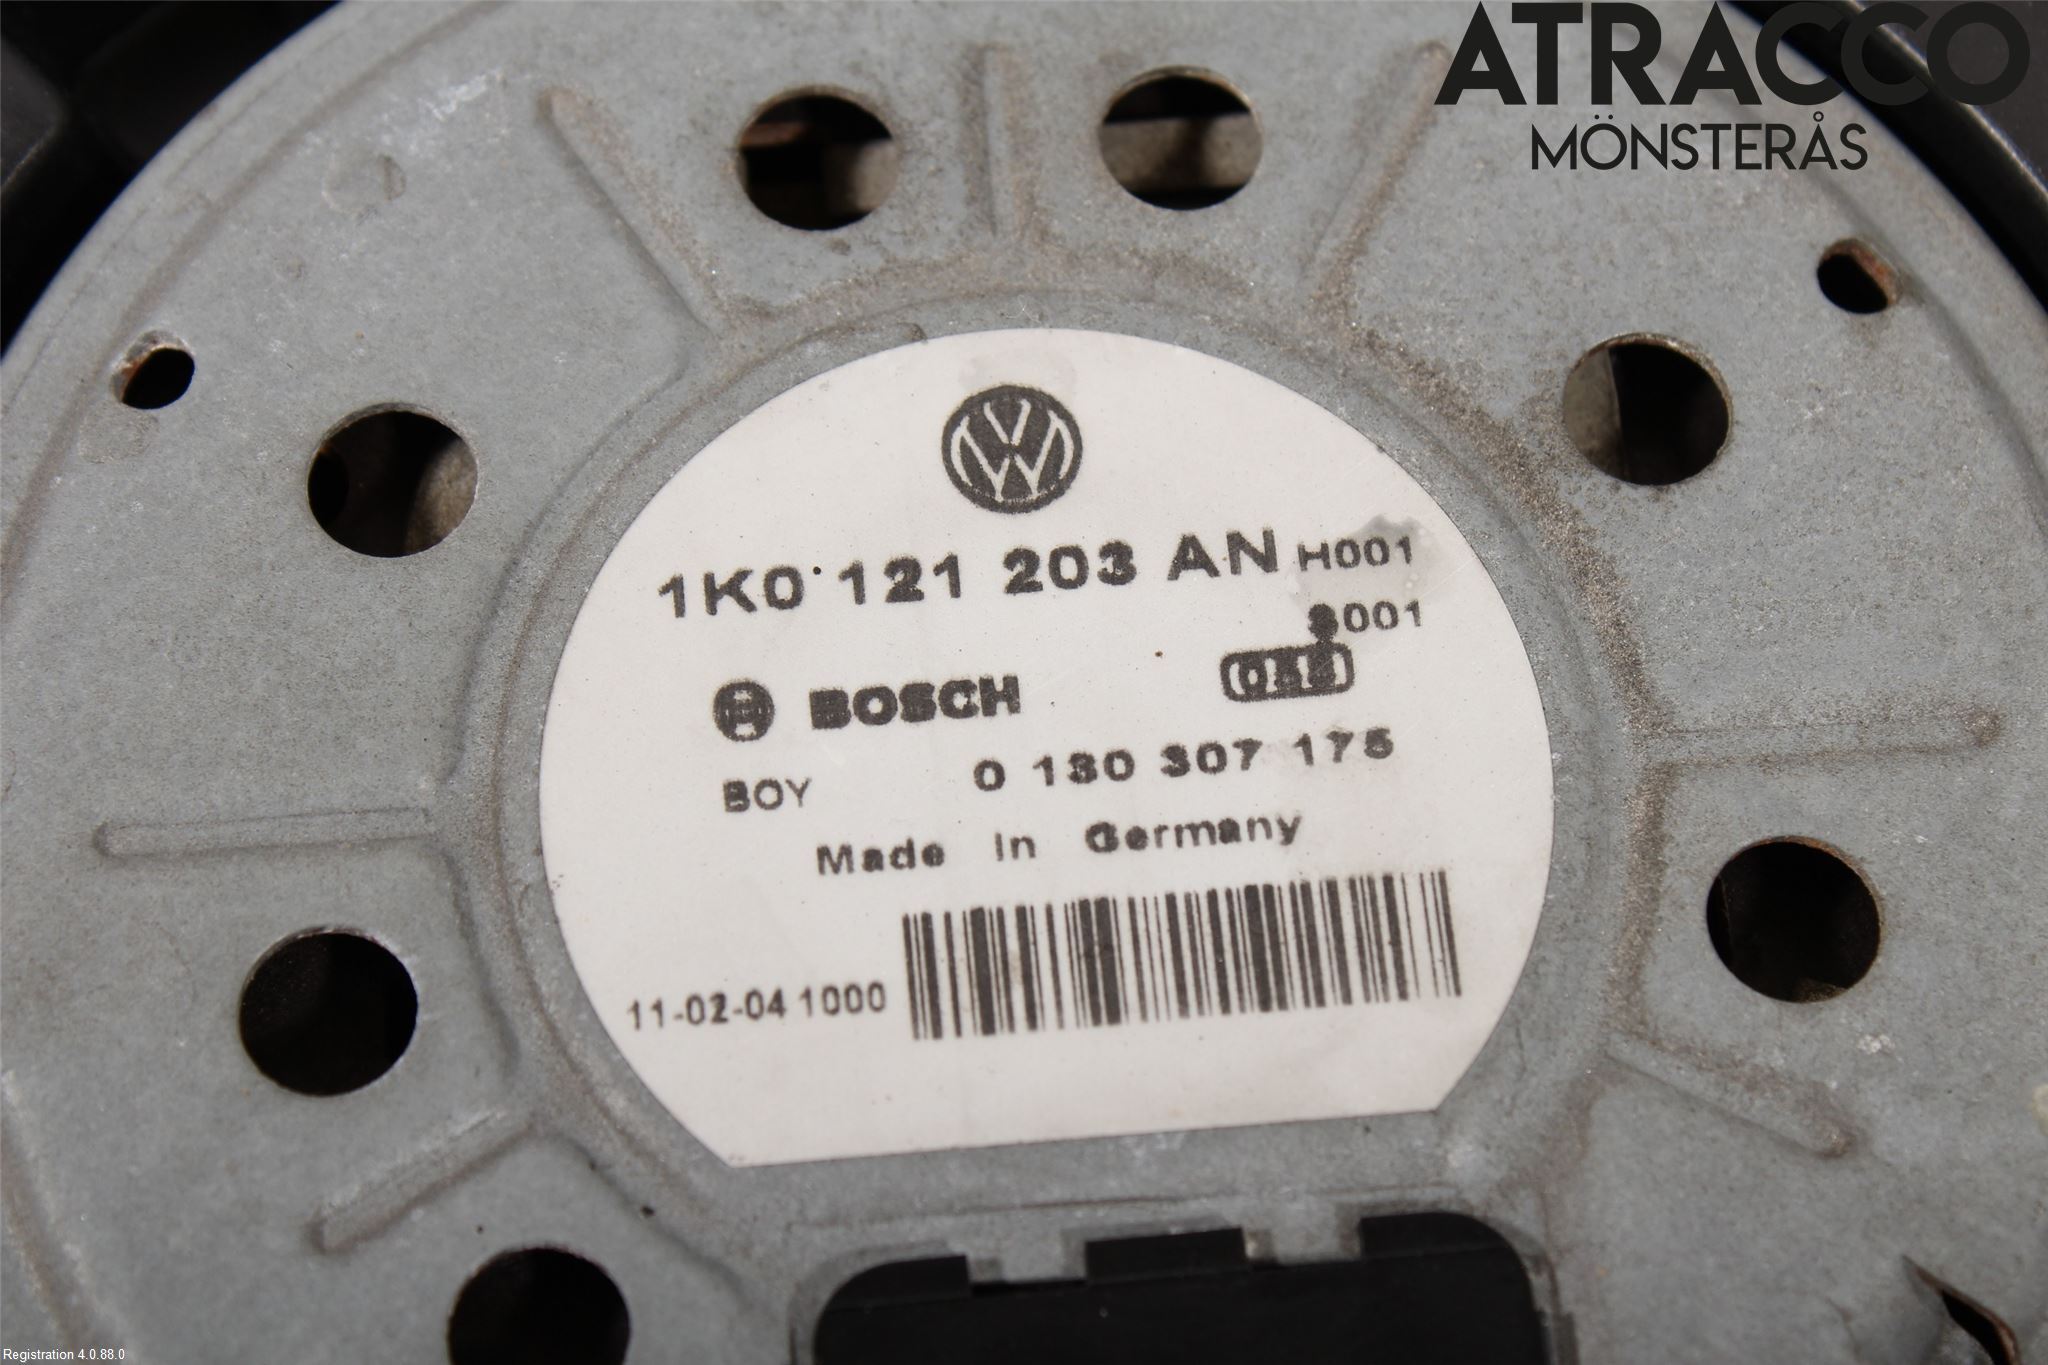 ATRACCO
MÖNSTERÅS
1K0 121 203 AN H001
001
BOSCH
BOY 0 130 307 175
Made In Germany
11-02-04 1000
Registration 4.0.88.0